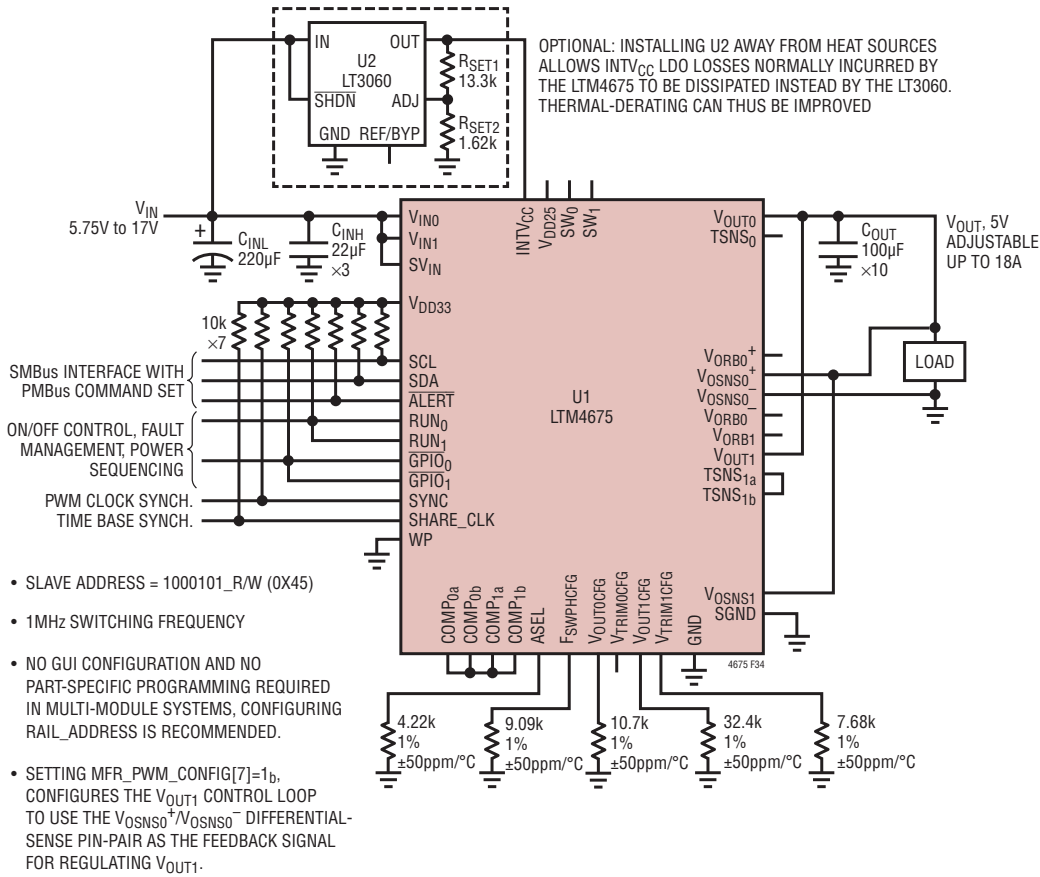 IN
OUT
U2
LT3060
SHDN
ADJ
GND REF/BYP
RSET1
13.3k
RSET2
1.62k
OPTIONAL: INSTALLING U2 AWAY FROM HEAT SOURCES
ALLOWS INTVCC LDO LOSSES NORMALLY INCURRED BY
THE LTM4675 TO BE DISSIPATED INSTEAD BY THE LT3060.
THERMAL-DERATING CAN THUS BE IMPROVED
VIN
5.75V to 17V
+
CINL
220µF
CINH
22µF
×3
VIN0
VIN1
SVIN
VDD33
INTVCC
VDD25
SW0
SW1
VOUT0
TSNS0
COUT
100µF
×10
VOUT, 5V
ADJUSTABLE
UP TO 18A
10k
×7
SMBus INTERFACE WITH
PMBus COMMAND SET
ON/OFF CONTROL, FAULT
MANAGEMENT, POWER
SEQUENCING
PWM CLOCK SYNCH.
TIME BASE SYNCH.
SCL
SDA
ALERT
RUN0
RUN1
GPIO0
GPIO1
SYNC
SHARE_CLK
WP
U1
LTM4675
VORB0+
VOSNS0+
VOSNS0–
VORB0–
VORB1
VOUT1
TSNS1a
TSNS1b
LOAD
VOSNS1
SGND
COMP0a
COMP0b
COMP1a
COMP1b
ASEL
FSWPHCFG
VOUT0CFG
VTRIM0CFG
VOUT1CFG
VTRIM1CFG
GND
4675 F34
4.22k
1%
±50ppm/°C
9.09k
1%
±50ppm/°C
10.7k
1%
±50ppm/°C
32.4k
1%
±50ppm/°C
7.68k
1%
±50ppm/°C
• SLAVE ADDRESS = 1000101_R/W (0X45)
• 1MHz SWITCHING FREQUENCY
• NO GUI CONFIGURATION AND NO
PART-SPECIFIC PROGRAMMING REQUIRED
IN MULTI-MODULE SYSTEMS, CONFIGURING
RAIL_ADDRESS IS RECOMMENDED.
• SETTING MFR_PWM_CONFIG[7]=1b,
CONFIGURES THE VOUT1 CONTROL LOOP
TO USE THE VOSNS0+/VOSNS0– DIFFERENTIAL-
SENSE PIN-PAIR AS THE FEEDBACK SIGNAL
FOR REGULATING VOUT1.